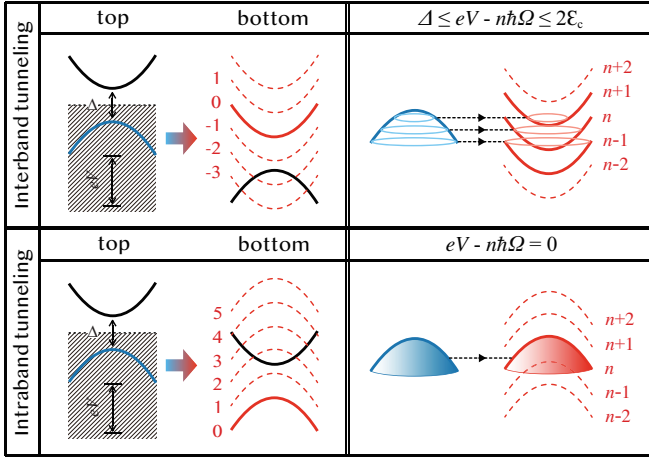 top
bottom
Δ ≤ eV - nħΩ ≤ 2Ɛc
Interband tunneling
Δ
eV
1
0
-1
-2
-3
n+2
n+1
n
n-1
n-2
top
bottom
eV - nħΩ = 0
Intraband tunneling
Δ
eV
5
4
3
2
1
0
n+2
n+1
n
n-1
n-2